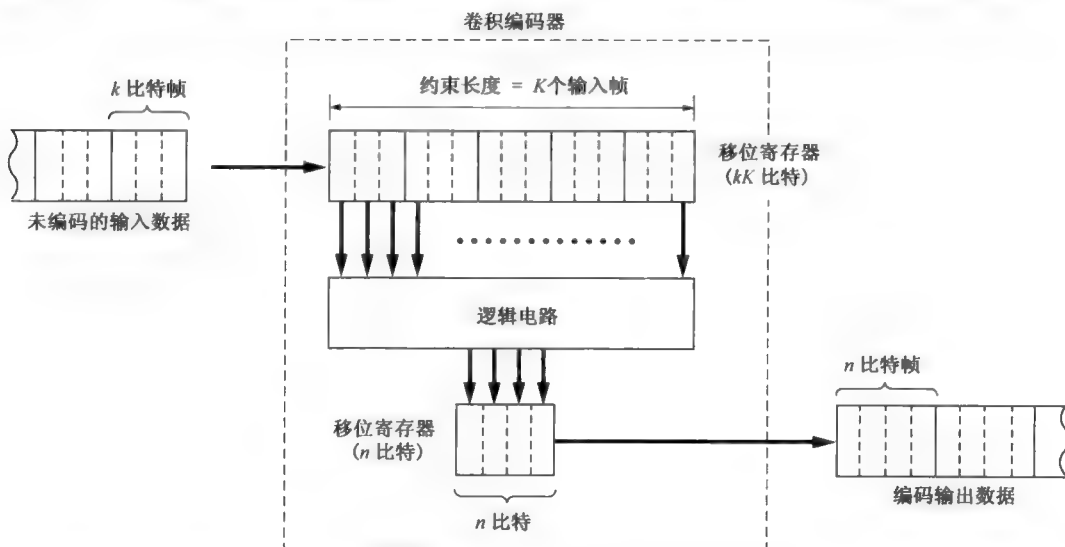 卷积编码器
k 比特帧
约束长度 = K个输入帧
移位寄存器
(kK 比特)
未编码的输入数据
逻辑电路
n 比特帧
移位寄存器
(n 比特)
编码输出数据
n 比特